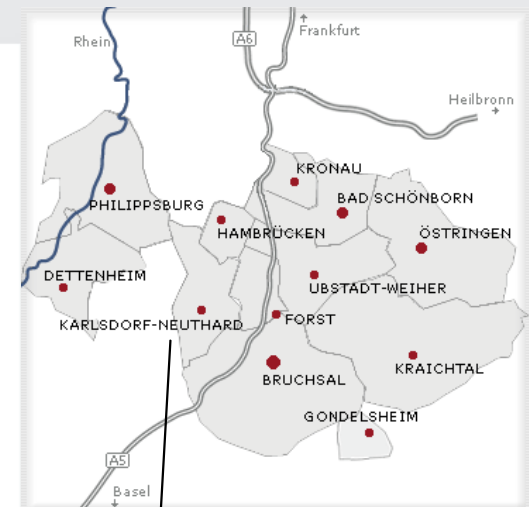 Frankfurt
A6
Rhein
Heilbronn
KRONAU
BAD SCHÖNBORN
PHILIPPSBURG
HAMBRÜCKEN
ÖSTRINGEN
DETTENHEIM
UBSTADT-WEIHER
KARLSDORF-NEUTHARD
FORST
KRAICHTAL
BRUCHSAL
GONDELSHEIM
A5
Basel